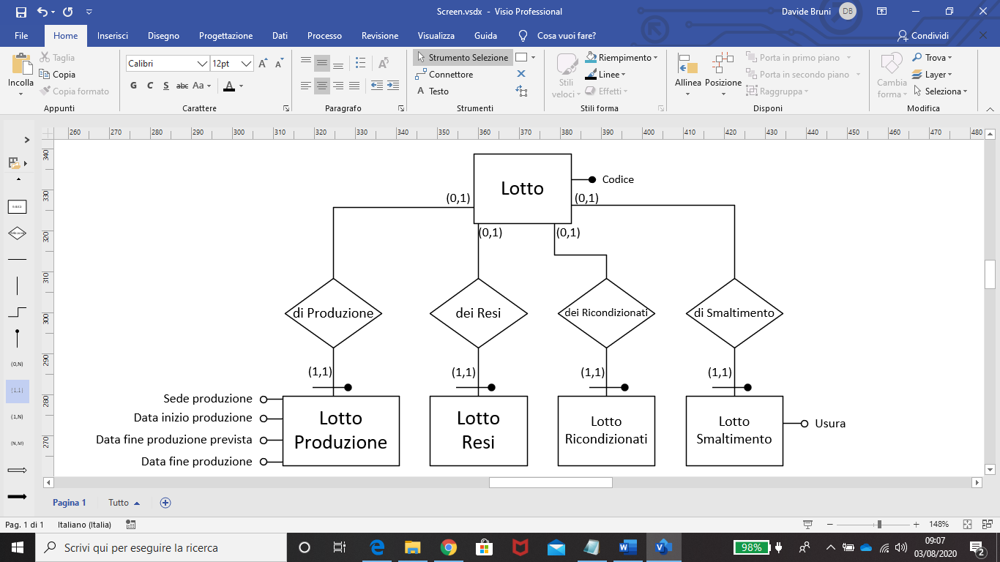 Screen.vsdx - Visio Professional
Davide Bruni DB
File Home Inserisci Disegno Progettazione Dati Processo Revisione Visualizza Guida Cosa vuoi fare? Condividi
Incolla
Taglia
Copia
Copia formato
Appunti
Calibri 12pt A A
G C S abc Aa A
Carattere
Paragrafo
Strumento Selezione
Connettore
A Testo
Strumenti
Stili
veloci
Riempimento
Linee
Effetti
Stili forma
Allinea Posizione
Porta in primo piano
Porta in secondo piano
Raggruppa
Disponi
Cambia
forma
Trova
Layer
Seleziona
Modifica
260 270 280 290 300 310 320 330 340 350 360 370 380 390 400 410 420 430 440 450 460 470 480
340
330
320
310
300
290
280
270
(0,N)
(1,1)
(1,N)
(N,M)
Lotto
Codice
(0,1) (0,1)
(0,1) (0,1)
di Produzione dei Resi dei Ricondizionati di Smaltimento
(1,1) (1,1) (1,1) (1,1)
Sede produzione
Data inizio produzione
Data fine produzione prevista
Data fine produzione
Lotto
Produzione
Lotto
Resi
Lotto
Ricondizionati
Lotto
Smaltimento
Usura
Pagina 1 Tutto
Pag. 1 di 1 Italiano (Italia) 148%
Scrivi qui per eseguire la ricerca
98%
09:07
03/08/2020
2